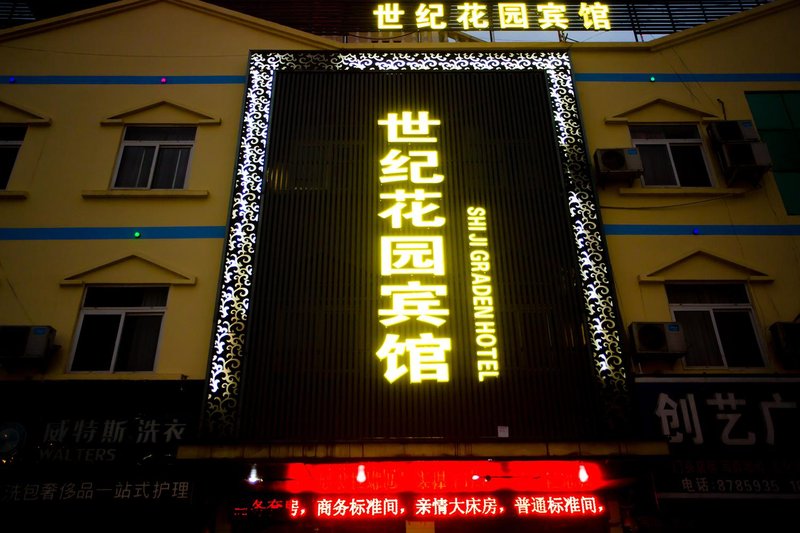 世纪花园宾馆
世纪花园宾馆
SHI JI GRADEN HOTEL
威特斯 洗衣
WALTERS
洗包奢侈品一站式护理
房，商务标准间，亲情大床房，普通标准间，
创艺广
电话：8785935